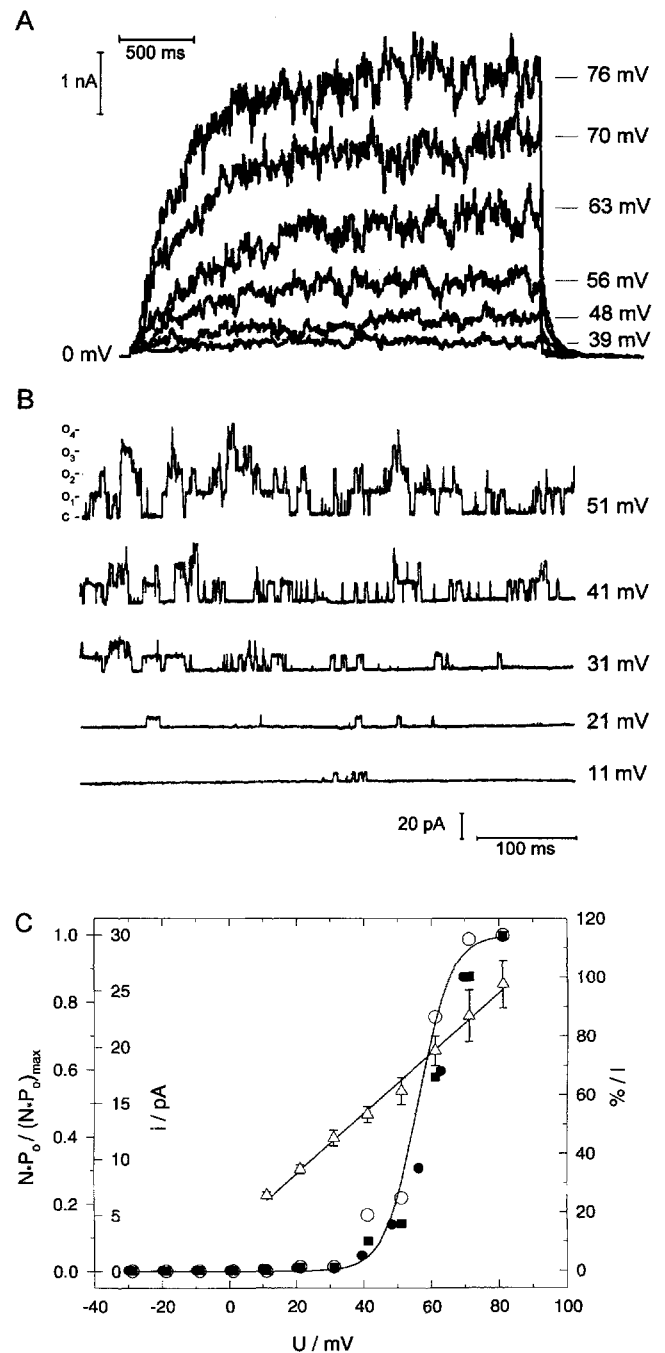 A
500 ms
1 nA
76 mV
70 mV
63 mV
56 mV
48 mV
39 mV
0 mV
B
O4-
O3-
O2-
O1-
C -
51 mV
41 mV
31 mV
21 mV
11 mV
20 pA
100 ms
C
1.0
0.8
0.6
0.4
0.2
0.0
N•Po / (N•Po)max
30
25
20
15
10
5
0
i / pA
120
100
80
60
40
20
0
I / %
-40 -20 0 20 40 60 80 100
U / mV